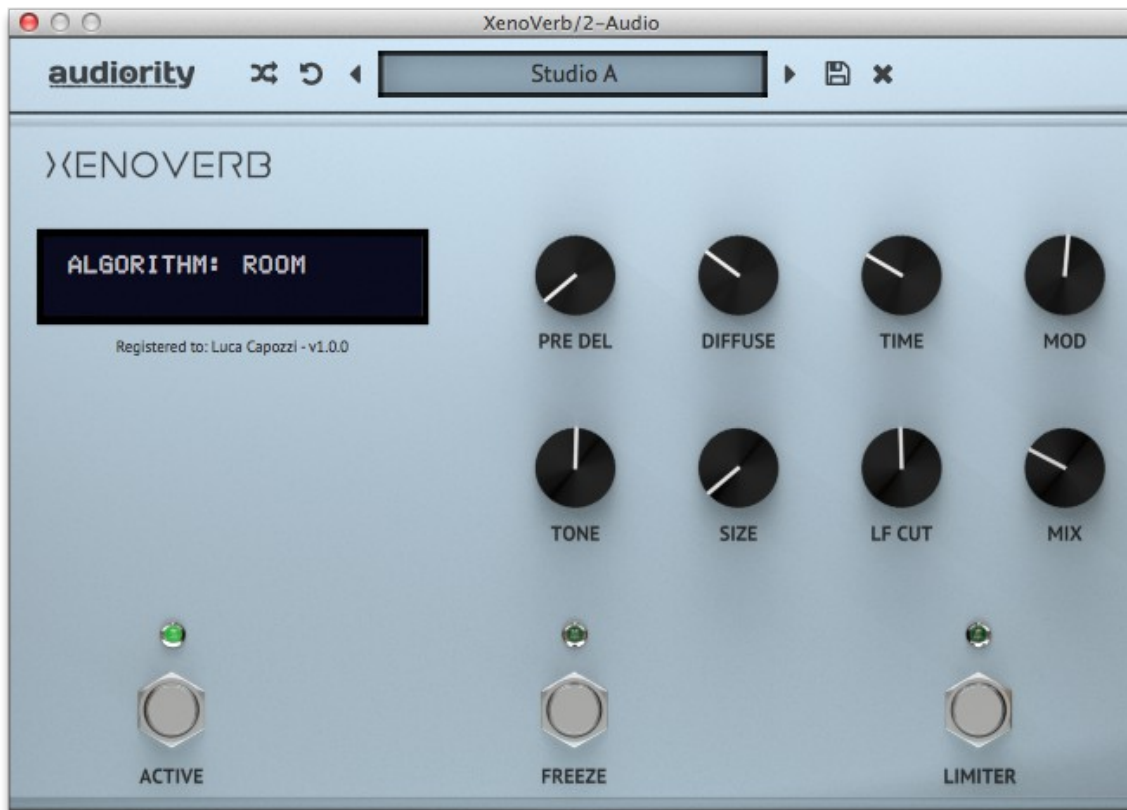 XenoVerb/2-Audio
audiority
Studio A
XENOVERB
ALGORITHM: ROOM
Registered to: Luca Capozzi - v1.0.0
PRE DEL
DIFFUSE
TIME
MOD
TONE
SIZE
LF CUT
MIX
ACTIVE
FREEZE
LIMITER